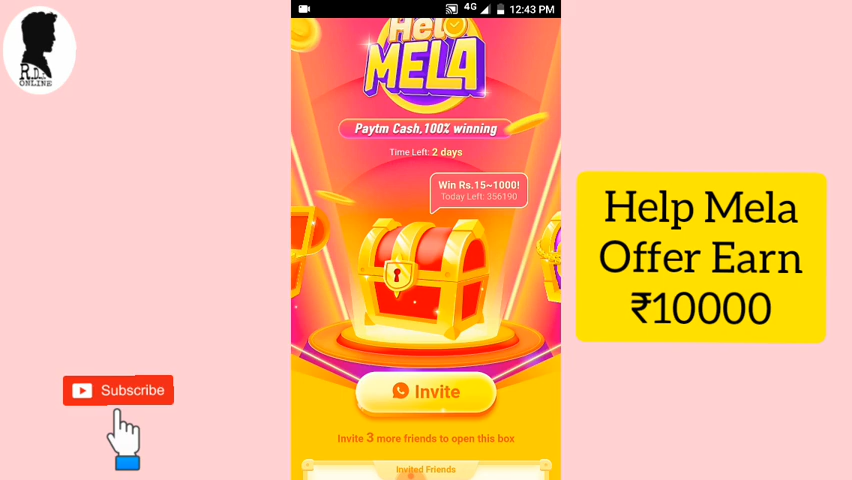 R.D.
ONLINE
4G
12:43 PM
Helo
MELA
Paytm Cash,100% winning
Time Left: 2 days
Win Rs.15~1000!
Today Left: 356190
Invite
Invite 3 more friends to open this box
Invited Friends
Help Mela
Offer Earn
₹10000
Subscribe